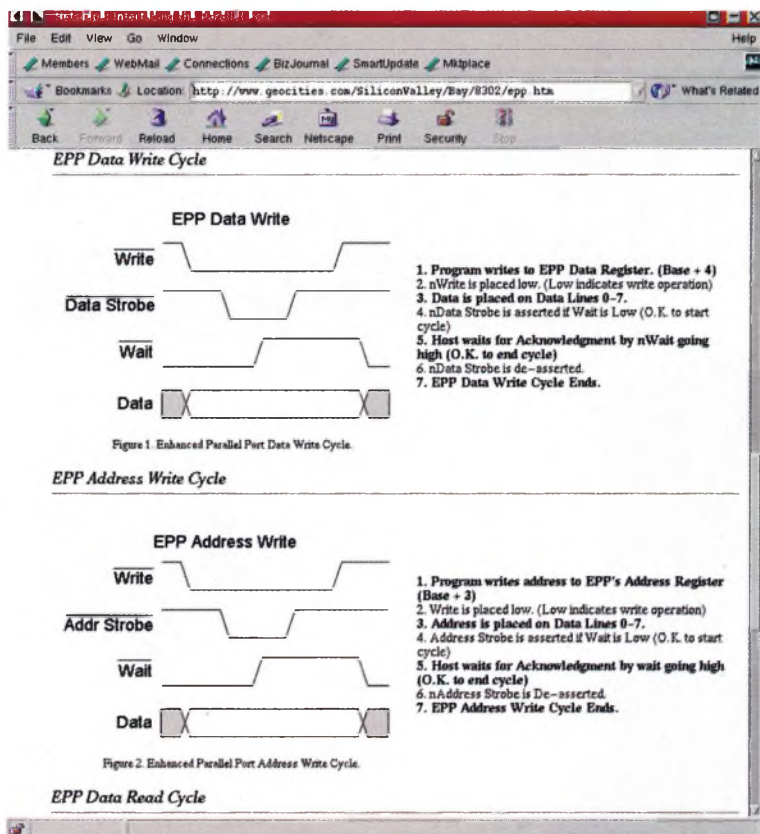 File Edit View Go Window Help
Members WebMail Connections BizJournal SmartUpdate Mktplace
Bookmarks Location: http://www.geocities.com/SiliconValley/Bay/8302/epp.htm What's Related
Back Forward Reload Home Search Netscape Print Security Stop
EPP Data Write Cycle
EPP Data Write
Write
Data Strobe
Wait
Data
1. Program writes to EPP Data Register. (Base + 4)
2. nWrite is placed low. (Low indicates write operation)
3. Data is placed on Data Lines 0-7.
4. nData Strobe is asserted if Wait is Low (O.K. to start
cycle)
5. Host waits for Acknowledgment by nWait going
high (O.K. to end cycle)
6. nData Strobe is de-asserted.
7. EPP Data Write Cycle Ends.
Figure 1. Enhanced Parallel Port Data Write Cycle.
EPP Address Write Cycle
EPP Address Write
Write
Addr Strobe
Wait
Data
1. Program writes address to EPP's Address Register
(Base + 3)
2. Write is placed low. (Low indicates write operation)
3. Address is placed on Data Lines 0-7.
4. Address Strobe is asserted if Wait is Low (O.K. to start
cycle)
5. Host waits for Acknowledgment by wait going high
(O.K. to end cycle)
6. nAddress Strobe is De-asserted.
7. EPP Address Write Cycle Ends.
Figure 2. Enhanced Parallel Port Address Write Cycle.
EPP Data Read Cycle